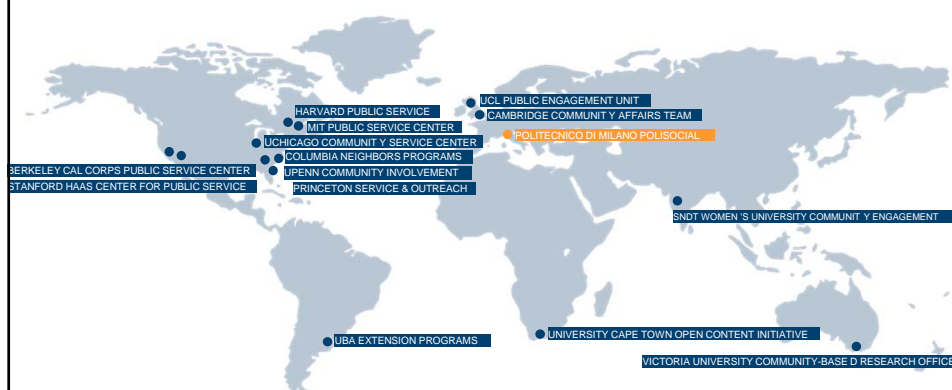 UCL PUBLIC ENGAGEMENT UNIT
HARVARD PUBLIC SERVICE
CAMBRIDGE COMMUNIT Y AFFAIRS TEAM
MIT PUBLIC SERVICE CENTER
POLITECNICO DI MILANO POLISOCIAL
UCHICAGO COMMUNIT Y SERVICE CENTER
COLUMBIA NEIGHBORS PROGRAMS
BERKELEY CAL CORPS PUBLIC SERVICE CENTER
UPENN COMMUNITY INVOLVEMENT
STANFORD HAAS CENTER FOR PUBLIC SERVICE
PRINCETON SERVICE & OUTREACH
SNDT WOMEN 'S UNIVERSITY COMMUNIT Y ENGAGEMENT
UNIVERSITY CAPE TOWN OPEN CONTENT INITIATIVE
UBA EXTENSION PROGRAMS
VICTORIA UNIVERSITY COMMUNITY-BASE D RESEARCH OFFICE